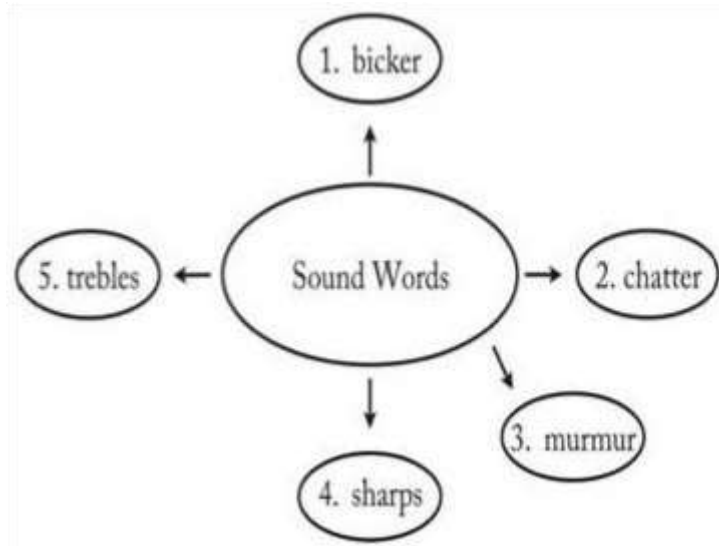 1. bicker
Sound Words
2. chatter
3. murmur
4. sharps
5. trebles